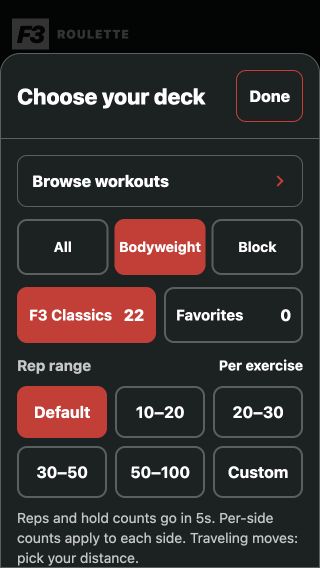 F3 ROULETTE
Choose your deck
Done
Browse workouts
All
Bodyweight
Block
F3 Classics 22
Favorites 0
Rep range
Per exercise
Default
10–20
20–30
30–50
50–100
Custom
Reps and hold counts go in 5s. Per-side
counts apply to each side. Traveling moves:
pick your distance.